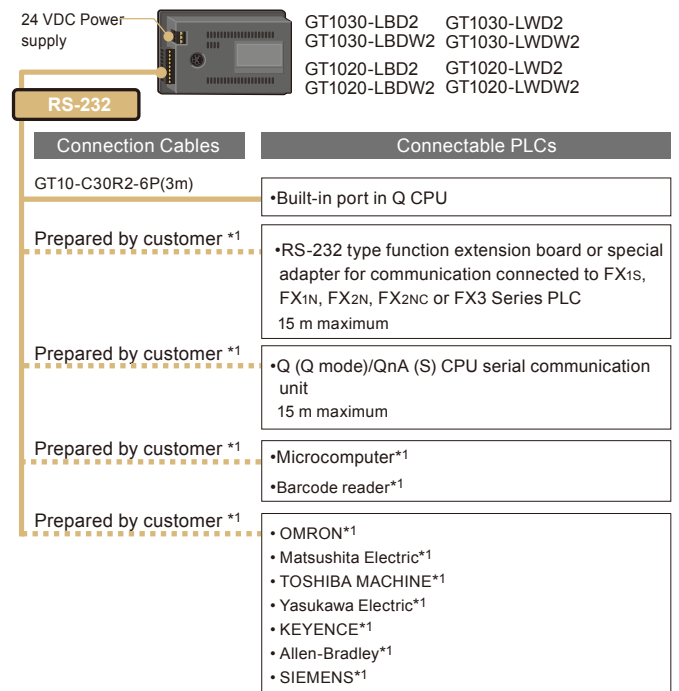 24 VDC Power
supply
GT1030-LBD2 GT1030-LWD2
GT1030-LBDW2 GT1030-LWDW2
GT1020-LBD2 GT1020-LWD2
GT1020-LBDW2 GT1020-LWDW2
RS-232
Connection Cables
Connectable PLCs
GT10-C30R2-6P(3m)
•Built-in port in Q CPU
Prepared by customer *1
•RS-232 type function extension board or special
adapter for communication connected to FX1S,
FX1N, FX2N, FX2NC or FX3 Series PLC
15 m maximum
Prepared by customer *1
•Q (Q mode)/QnA (S) CPU serial communication
unit
15 m maximum
Prepared by customer *1
•Microcomputer*1
•Barcode reader*1
Prepared by customer *1
• OMRON*1
• Matsushita Electric*1
• TOSHIBA MACHINE*1
• Yasukawa Electric*1
• KEYENCE*1
• Allen-Bradley*1
• SIEMENS*1